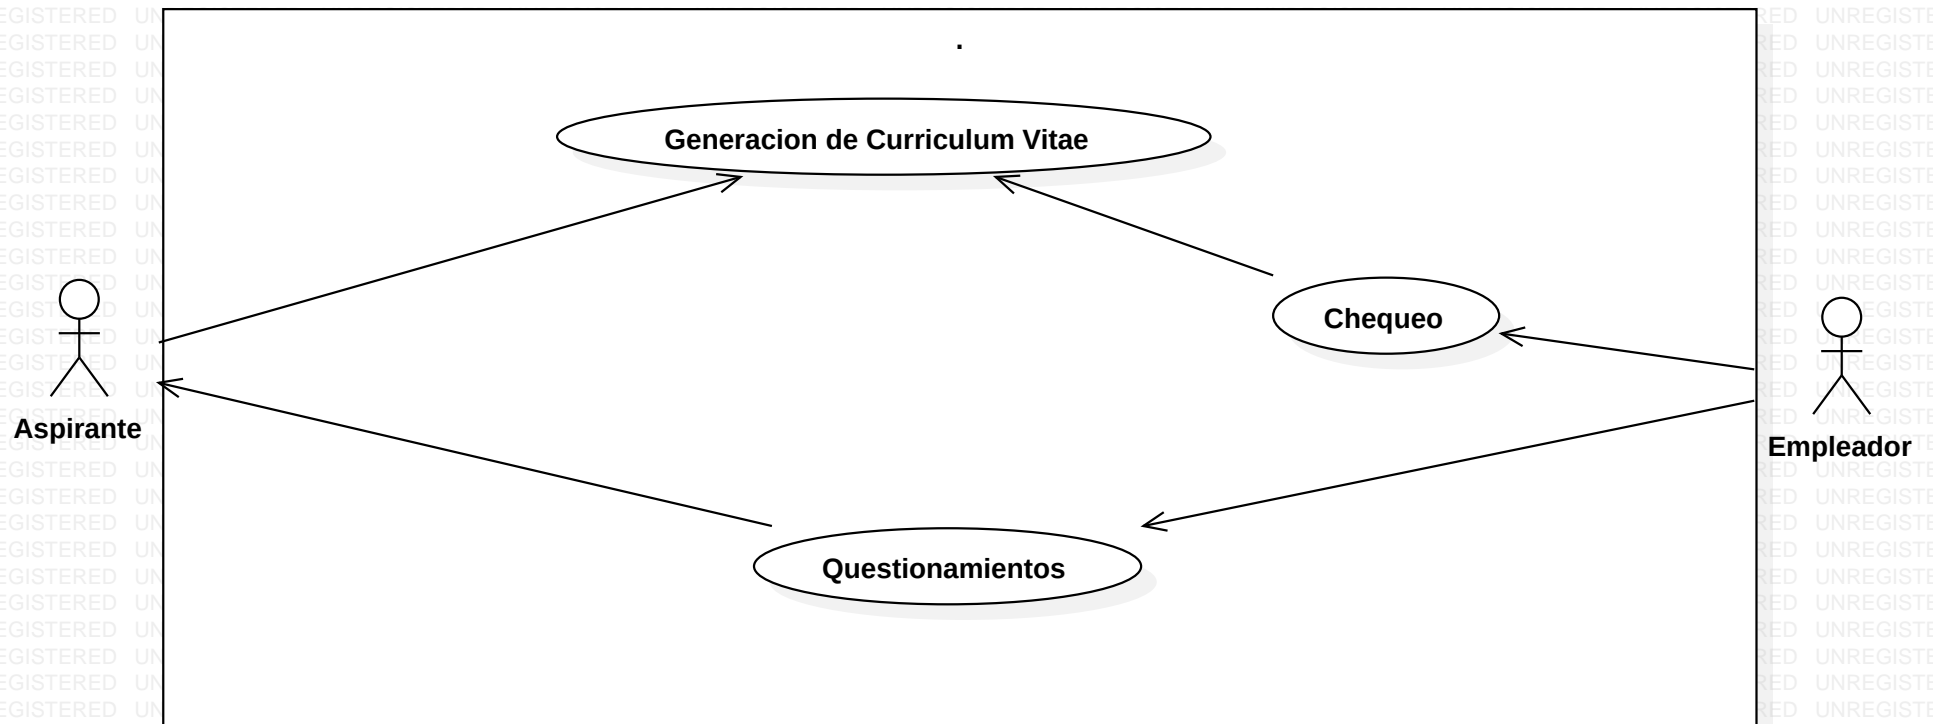 .
Generacion de Curriculum Vitae
Chequeo
Aspirante
Empleador
Questionamientos